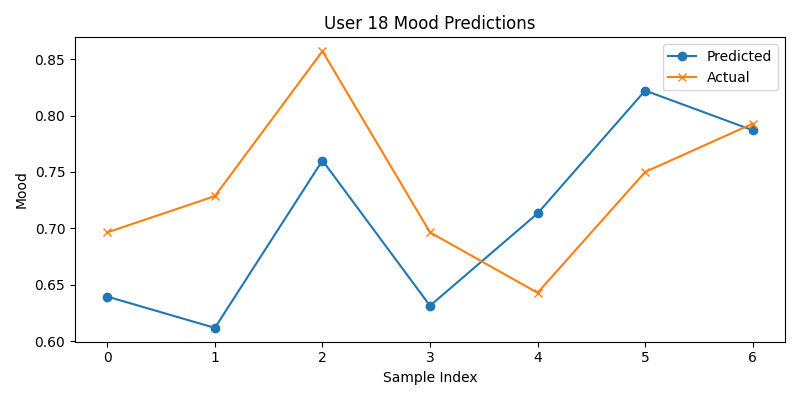 User 18 Mood Predictions
Predicted
Actual
0.85
0.80
0.75
0.70
0.65
0.60
Mood
0 1 2 3 4 5 6
Sample Index